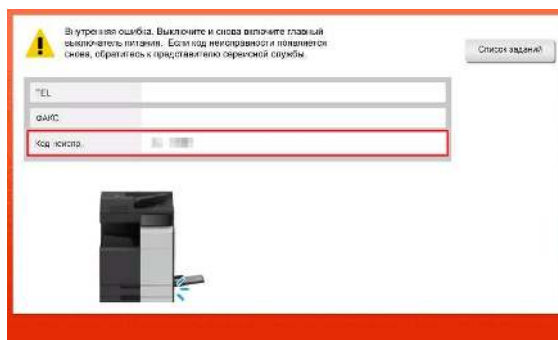 Внутренняя ошибка. Выключите и снова включите главный
выключатель питания. Если код неисправности появляется
снова, обратитесь к представителю сервисной службы.
Список заданий
TEL
ФАКС
Код неиспр.